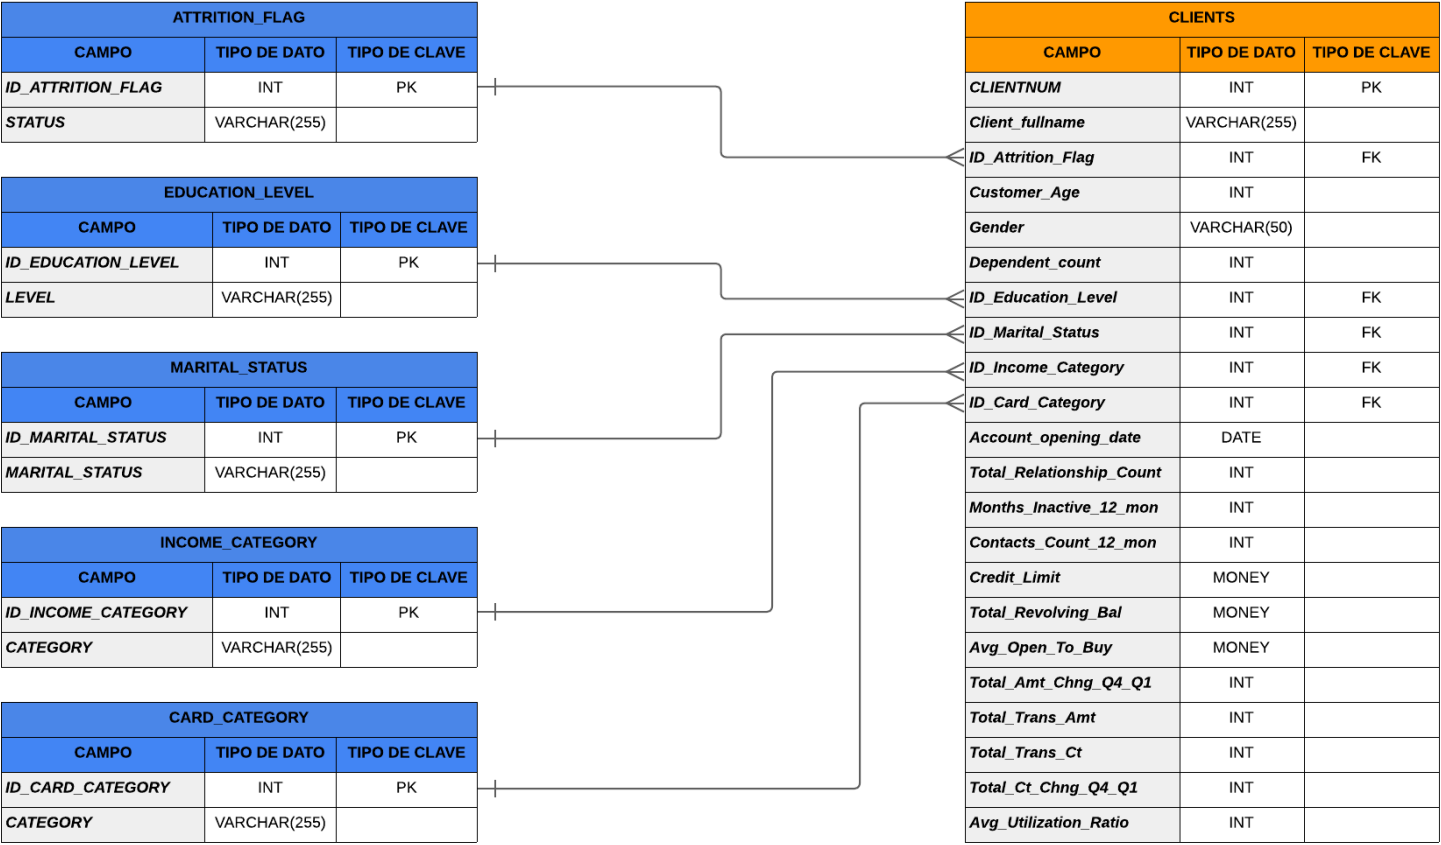 ATTRITION_FLAG
CAMPO TIPO DE DATO TIPO DE CLAVE
ID_ATTRITION_FLAG INT PK
STATUS VARCHAR(255)
EDUCATION_LEVEL
CAMPO TIPO DE DATO TIPO DE CLAVE
ID_EDUCATION_LEVEL INT PK
LEVEL VARCHAR(255)
MARITAL_STATUS
CAMPO TIPO DE DATO TIPO DE CLAVE
ID_MARITAL_STATUS INT PK
MARITAL_STATUS VARCHAR(255)
INCOME_CATEGORY
CAMPO TIPO DE DATO TIPO DE CLAVE
ID_INCOME_CATEGORY INT PK
CATEGORY VARCHAR(255)
CARD_CATEGORY
CAMPO TIPO DE DATO TIPO DE CLAVE
ID_CARD_CATEGORY INT PK
CATEGORY VARCHAR(255)
CLIENTS
CAMPO TIPO DE DATO TIPO DE CLAVE
CLIENTNUM INT PK
Client_fullname VARCHAR(255)
ID_Attrition_Flag INT FK
Customer_Age INT
Gender VARCHAR(50)
Dependent_count INT
ID_Education_Level INT FK
ID_Marital_Status INT FK
ID_Income_Category INT FK
ID_Card_Category INT FK
Account_opening_date DATE
Total_Relationship_Count INT
Months_Inactive_12_mon INT
Contacts_Count_12_mon INT
Credit_Limit MONEY
Total_Revolving_Bal MONEY
Avg_Open_To_Buy MONEY
Total_Amt_Chng_Q4_Q1 INT
Total_Trans_Amt INT
Total_Trans_Ct INT
Total_Ct_Chng_Q4_Q1 INT
Avg_Utilization_Ratio INT